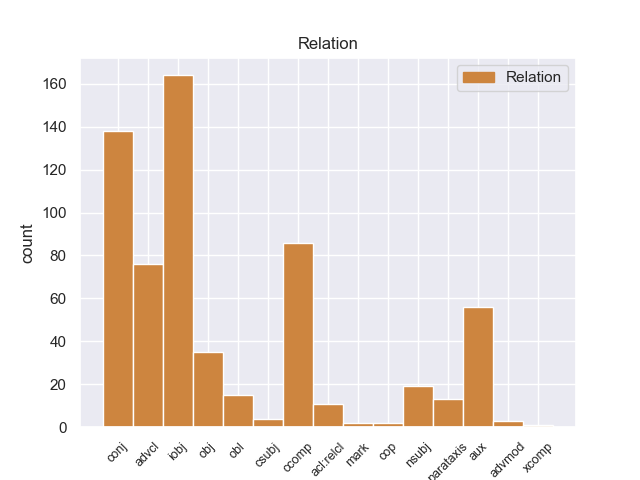 Relation
Relation
160
140
120
100
80
60
40
20
0
count
conj advcl iobj obj obl csubj ccomp acl:relcl mark cop nsubj parataxis aux advmod xcomp